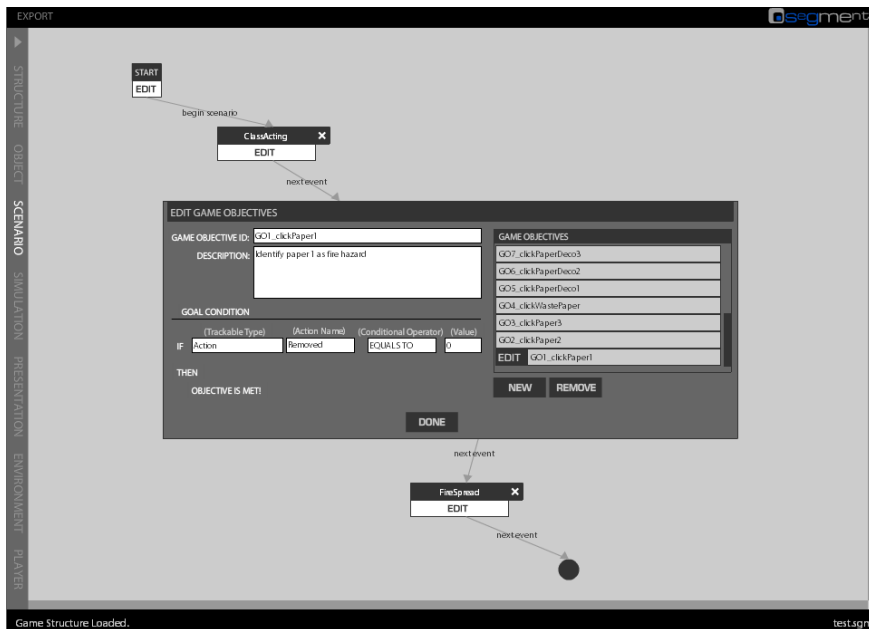 EXPORT
segment
STRUCTURE
OBJECT
SCENARIO
SIMULATION
PRESENTATION
ENVIRONMENT
PLAYER
START
EDIT
begin scenario
ClassActing
EDIT
next event
EDIT GAME OBJECTIVES
GAME OBJECTIVE ID: GO1_clickPaper1
DESCRIPTION: Identify paper 1 as fire hazard
GOAL CONDITION
(Trackable Type) (Action Name) (Conditional Operator) (Value)
IF Action Removed EQUALS TO 0
THEN
OBJECTIVE IS MET!
GAME OBJECTIVES
GO7_clickPaperDeco3
GO6_clickPaperDeco2
GO5_clickPaperDeco1
GO4_clickWastePaper
GO3_clickPaper3
GO2_clickPaper2
EDIT GO1_clickPaper1
NEW REMOVE
DONE
next event
FireSpread
EDIT
next event
Game Structure Loaded.
test.sgn